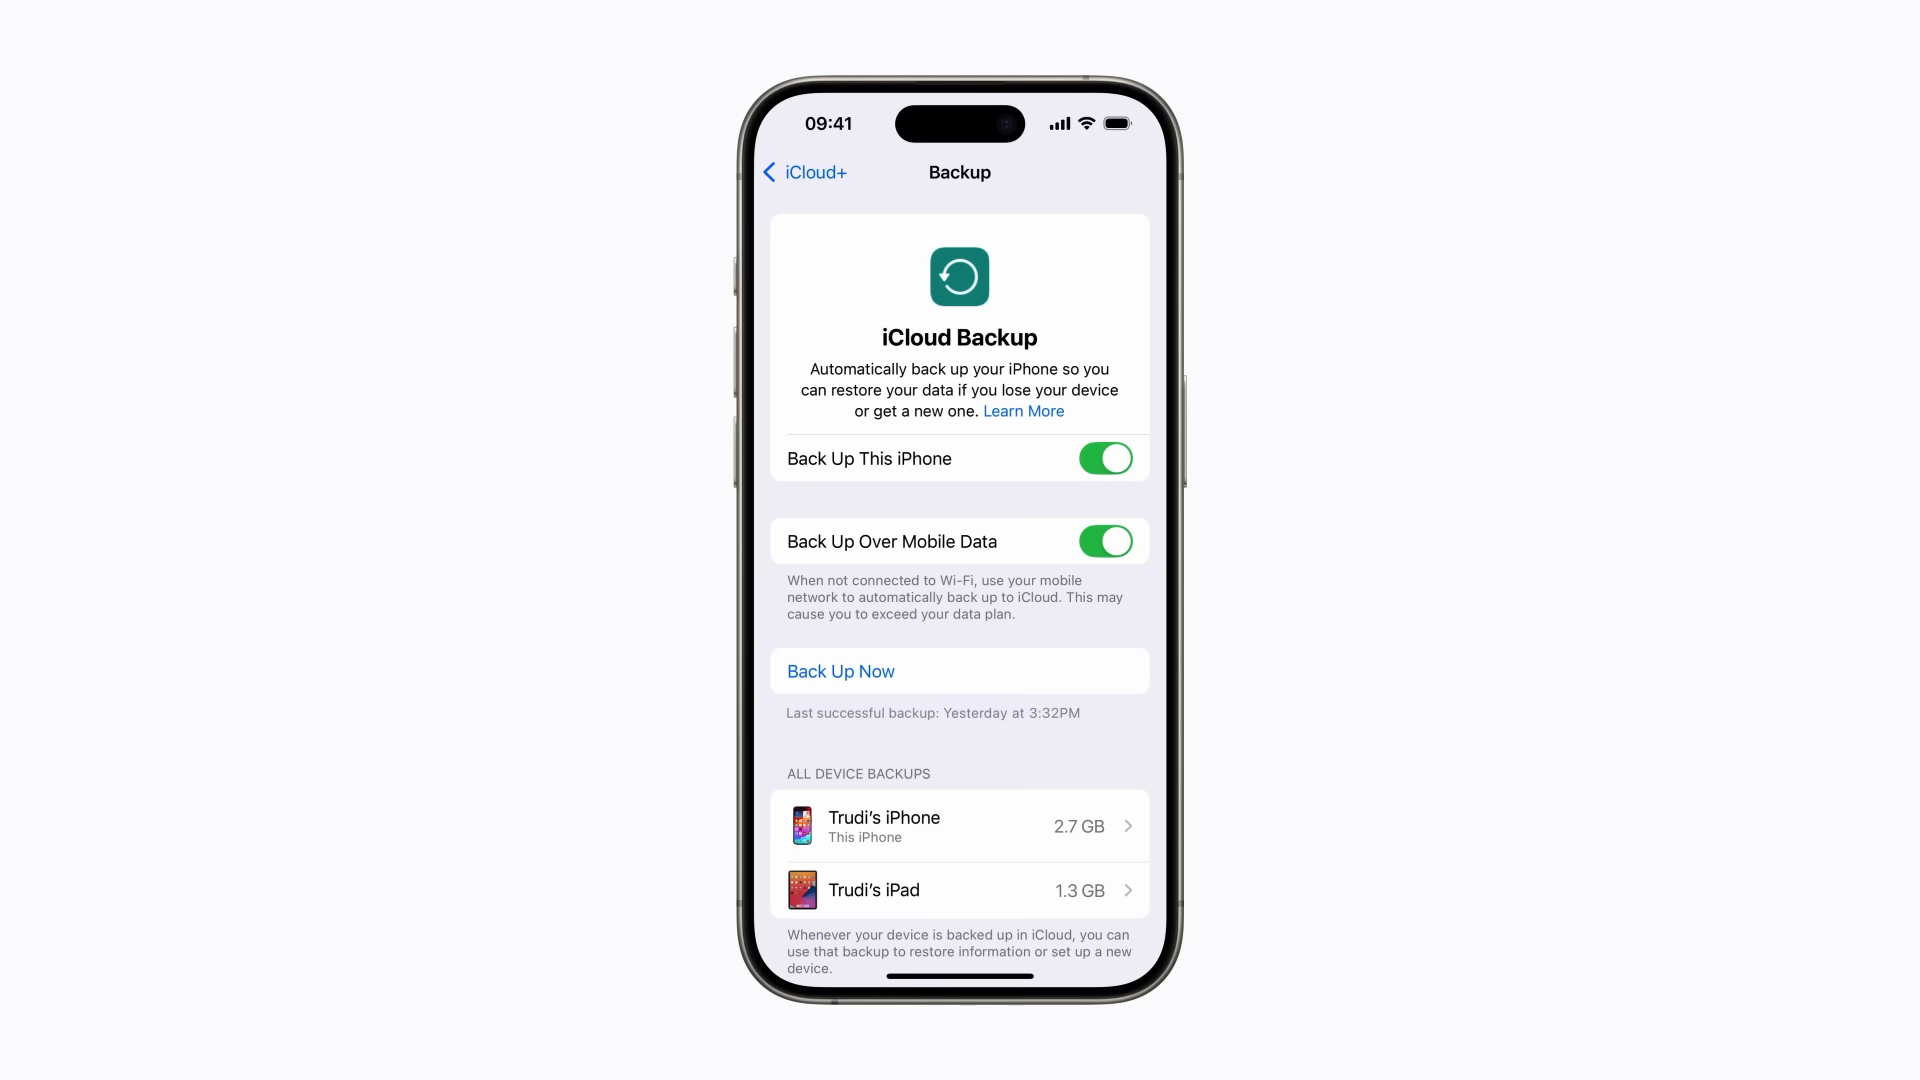 09:41
iCloud+
Backup
iCloud Backup
Automatically back up your iPhone so you
can restore your data if you lose your device
or get a new one. Learn More
Back Up This iPhone
Back Up Over Mobile Data
When not connected to Wi-Fi, use your mobile
network to automatically back up to iCloud. This may
cause you to exceed your data plan.
Back Up Now
Last successful backup: Yesterday at 3:32PM
ALL DEVICE BACKUPS
Trudi’s iPhone
This iPhone
2.7 GB
Trudi’s iPad
1.3 GB
Whenever your device is backed up in iCloud, you can
use that backup to restore information or set up a new
device.